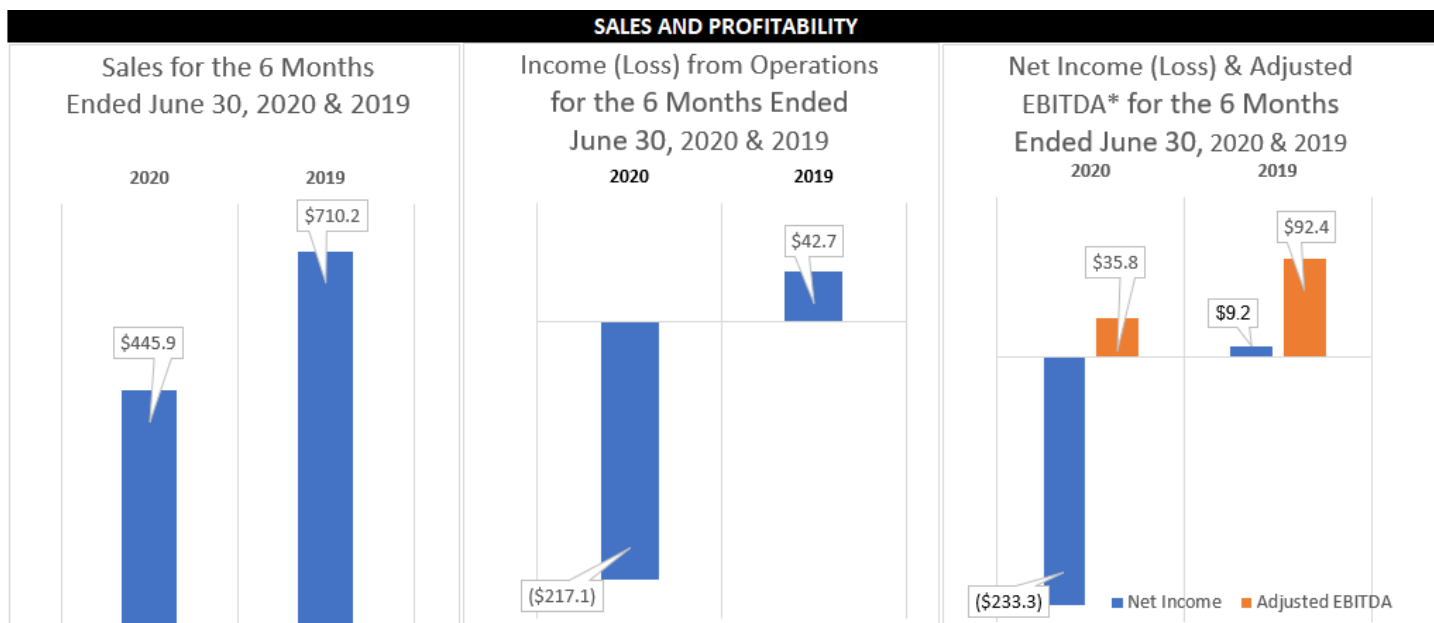 SALES AND PROFITABILITY
Sales for the 6 Months
Ended June 30, 2020 & 2019
2020 2019
$710.2
$445.9
Income (Loss) from Operations
for the 6 Months Ended
June 30, 2020 & 2019
2020 2019
$42.7
($217.1)
Net Income (Loss) & Adjusted
EBITDA* for the 6 Months
Ended June 30, 2020 & 2019
2020 2019
$92.4
$35.8
$9.2
($233.3)
Net Income Adjusted EBITDA